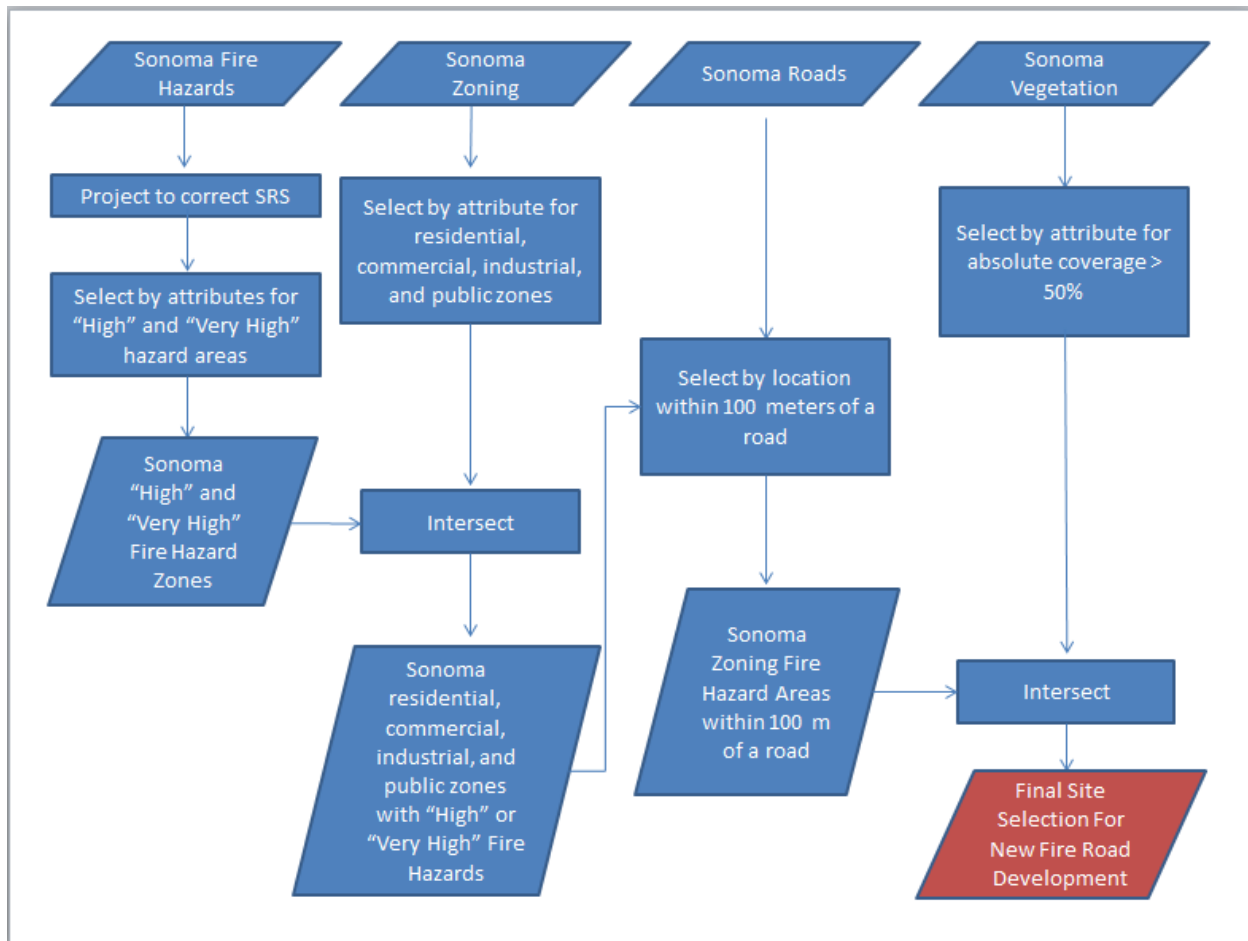 Sonoma Fire
Hazards
Sonoma
Zoning
Sonoma Roads
Sonoma
Vegetation
Project to correct SRS
Select by attribute for
residential,
commercial, industrial,
and public zones
Select by attribute for
absolute coverage >
50%
Select by attributes for
“High” and “Very High”
hazard areas
Select by location
within 100 meters of a
road
Sonoma
“High” and
“Very High”
Fire Hazard
Zones
Intersect
Sonoma
residential,
commercial,
industrial, and
public zones
with “High” or
“Very High” Fire
Hazards
Sonoma
Zoning Fire
Hazard Areas
within 100 m
of a road
Intersect
Final Site
Selection For
New Fire Road
Development